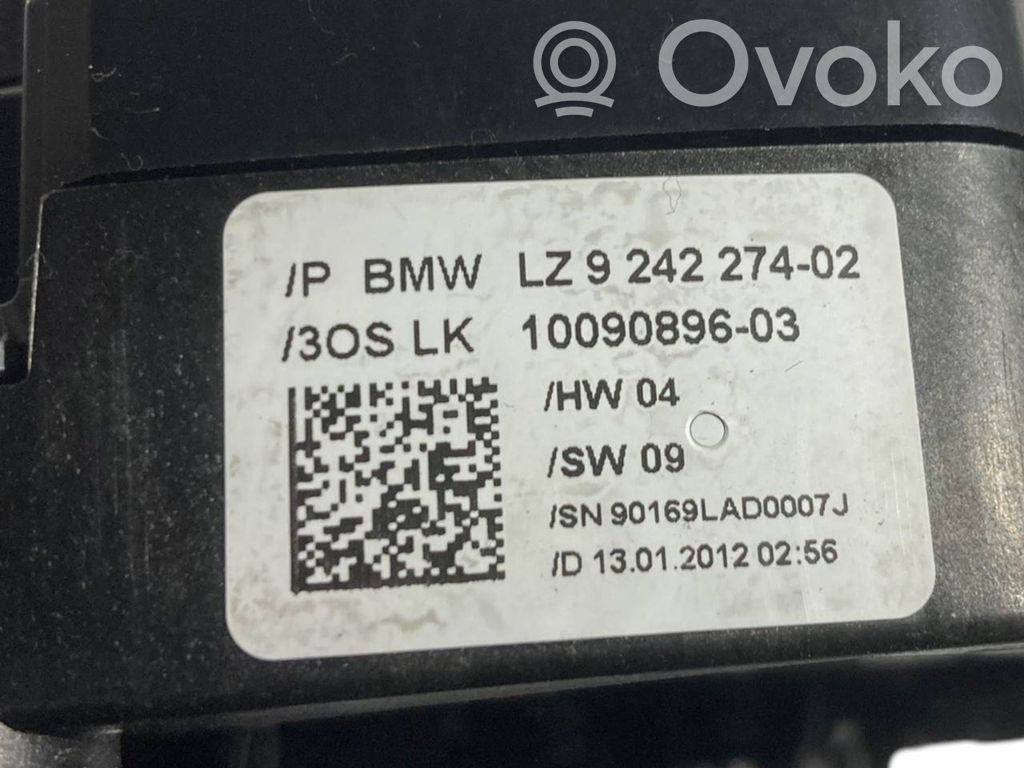 Ovoko
/P BMW LZ 9 242 274-02
/3OS LK 10090896-03
/HW 04
/SW 09
/SN 90169LAD0007J
/D 13.01.2012 02:56